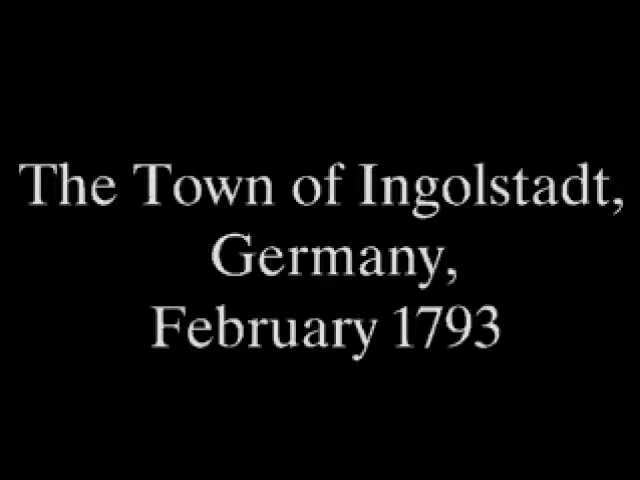 The Town of Ingolstadt,
Germany,
February 1793